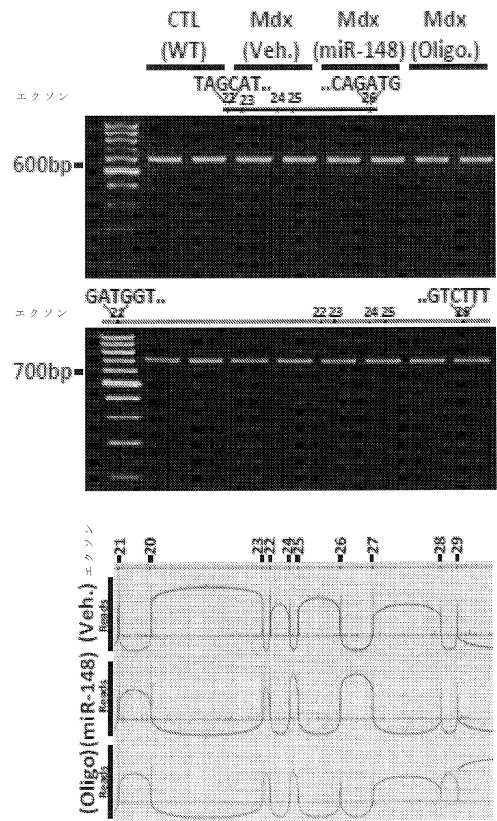 CTL Mdx Mdx Mdx
(WT) (Veh.) (miR-148) (Oligo.)
TAGCAT.. ..CAGATG
エクソン 22 23 24 25 26
600bp
GATGGT.. ..GTCTTT
エクソン 21 22 23 24 25 26
700bp
エクソン 21 20 23 22 24 25 26 27 28 29
(Veh.) Reads
(miR-148) Reads
(Oligo) Reads